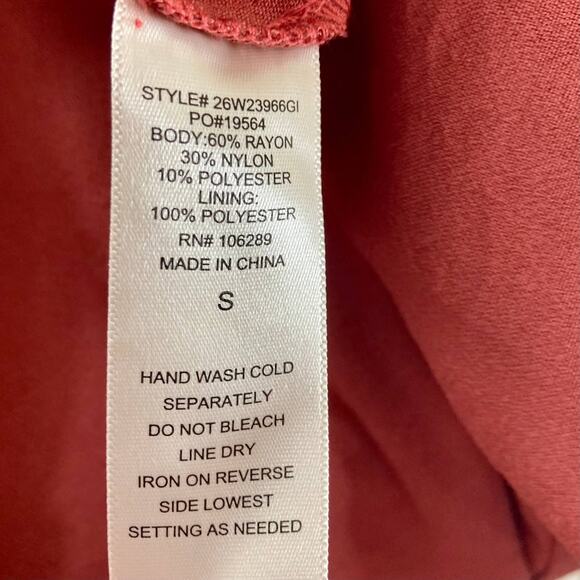 STYLE# 26W23966GI
PO#19564
BODY:60% RAYON
30% NYLON
10% POLYESTER
LINING:
100% POLYESTER
RN# 106289
MADE IN CHINA
S
HAND WASH COLD
SEPARATELY
DO NOT BLEACH
LINE DRY
IRON ON REVERSE
SIDE LOWEST
SETTING AS NEEDED